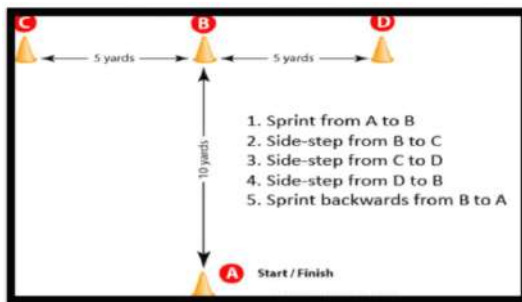 C B D
5 yards 5 yards
10 yards
1. Sprint from A to B
2. Side-step from B to C
3. Side-step from C to D
4. Side-step from D to B
5. Sprint backwards from B to A
A Start / Finish